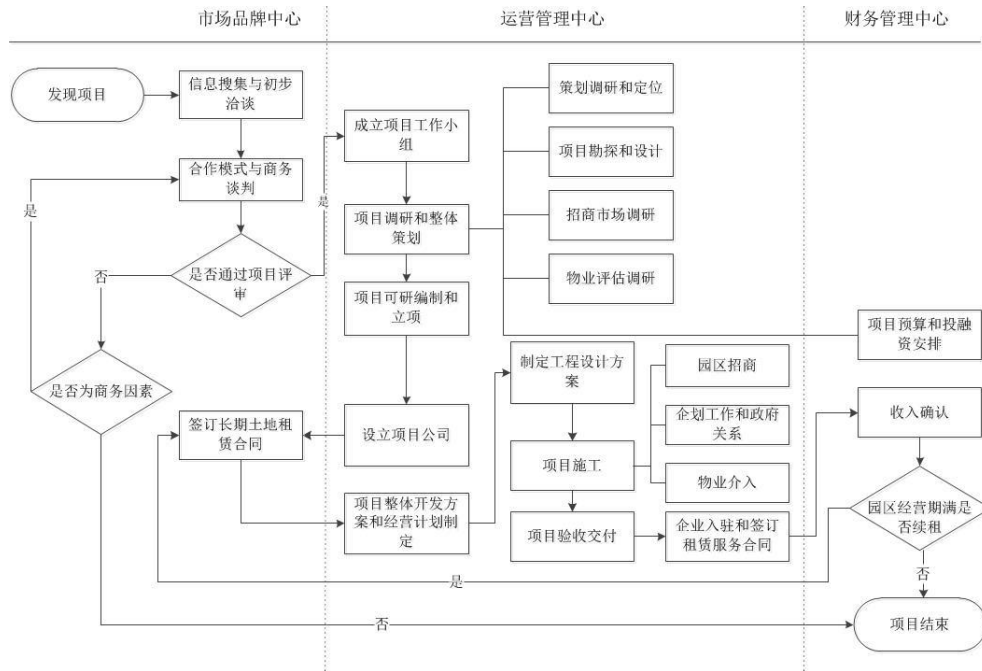 市场品牌中心
运营管理中心
财务管理中心
发现项目
信息搜集与初步
洽谈
合作模式与商务
谈判
是
是否通过项目评
审
否
是
是否为商务因素
签订长期土地租
赁合同
成立项目工作小
组
项目调研和整体
策划
项目可研编制和
立项
设立项目公司
项目整体开发方
案和经营计划制
定
策划调研和定位
项目勘探和设计
招商市场调研
物业评估调研
项目预算和投融
资安排
制定工程设计方
案
项目施工
项目验收交付
园区招商
企划工作和政府
关系
物业介入
企业入驻和签订
租赁服务合同
收入确认
园区经营期满是
否续租
是
否
否
项目结束